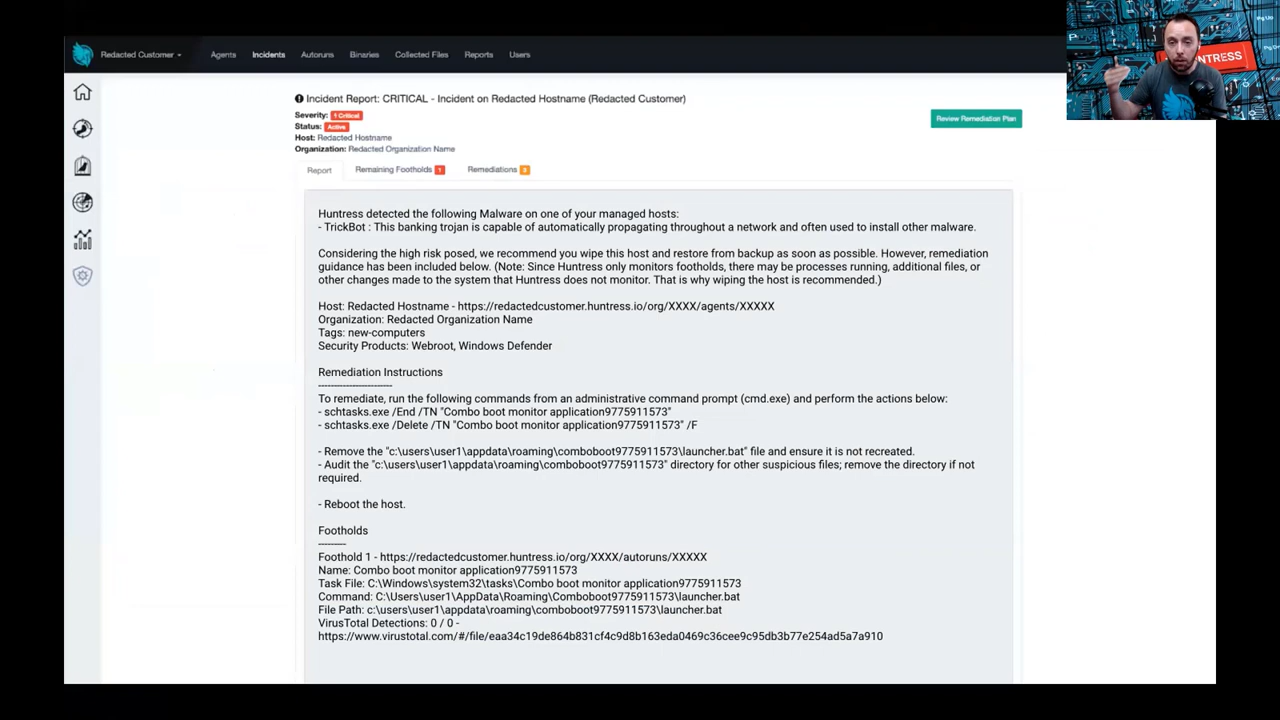 Redacted Customer Agents Incidents Autoruns Binaries Collected Files Reports Users
HUNTRESS
Incident Report: CRITICAL - Incident on Redacted Hostname (Redacted Customer)
Severity: 1 Critical
Review Remediation Plan
Status: Active
Host: Redacted Hostname
Organization: Redacted Organization Name
Report Remaining Footholds 1 Remediations
Huntress detected the following Malware on one of your managed hosts:
- TrickBot : This banking trojan is capable of automatically propagating throughout a network and often used to install other malware.
Considering the high risk posed, we recommend you wipe this host and restore from backup as soon as possible. However, remediation
guidance has been included below. (Note: Since Huntress only monitors footholds, there may be processes running, additional files, or
other changes made to the system that Huntress does not monitor. That is why wiping the host is recommended.)
Host: Redacted Hostname - https://redactedcustomer.huntress.io/org/XXXX/agents/XXXXX
Organization: Redacted Organization Name
Tags: new-computers
Security Products: Webroot, Windows Defender
Remediation Instructions
------------------------
To remediate, run the following commands from an administrative command prompt (cmd.exe) and perform the actions below:
- schtasks.exe /End /TN "Combo boot monitor application9775911573"
- schtasks.exe /Delete /TN "Combo boot monitor application9775911573" /F
- Remove the "c:\users\user1\appdata\roaming\comboboot9775911573\launcher.bat" file and ensure it is not recreated.
- Audit the "c:\users\user1\appdata\roaming\comboboot9775911573" directory for other suspicious files; remove the directory if not
required.
- Reboot the host.
Footholds
---------
Foothold 1 - https://redactedcustomer.huntress.io/org/XXXX/autoruns/XXXXX
Name: Combo boot monitor application9775911573
Task File: C:\Windows\system32\tasks\Combo boot monitor application9775911573
Command: C:\Users\User1\AppData\Roaming\Comboboot9775911573\launcher.bat
File Path: c:\users\user1\appdata\roaming\comboboot9775911573\launcher.bat
VirusTotal Detections: 0 / 0 -
https://www.virustotal.com/#/file/eaa34c19de864b831cf4c9d8b163eda0469c36cee9c95db3b77e254ad5a7a910